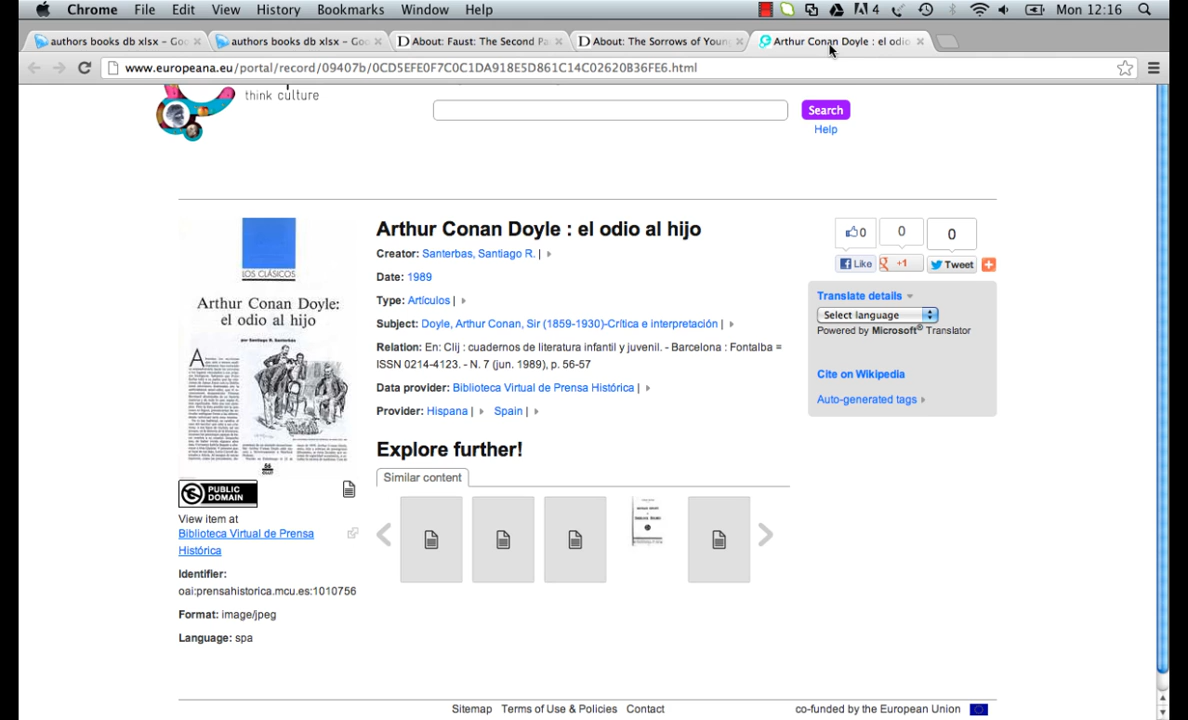 Chrome File Edit View History Bookmarks Window Help 4 Mon 12:16
authors books db xlsx - Goo authors books db xlsx - Goo About: Faust: The Second Pa About: The Sorrows of Youn Arthur Conan Doyle : el odio
www.europeana.eu/portal/record/09407b/0CD5EFE0F7C0C1DA918E5D861C14C02620B36FE6.html
think culture
Search
Help
LOS CLÁSICOS
Arthur Conan Doyle:
el odio al hijo
por Santiago R. Santerbas
56
CLIJ7
PUBLIC
DOMAIN
View item at
Biblioteca Virtual de Prensa
Histórica
Identifier:
oai:prensahistorica.mcu.es:1010756
Format: image/jpeg
Language: spa
Arthur Conan Doyle : el odio al hijo
Creator: Santerbas, Santiago R. |
Date: 1989
Type: Artículos |
Subject: Doyle, Arthur Conan, Sir (1859-1930)-Crítica e interpretación |
Relation: En: Clij : cuadernos de literatura infantil y juvenil. - Barcelona : Fontalba =
ISSN 0214-4123. - N. 7 (jun. 1989), p. 56-57
Data provider: Biblioteca Virtual de Prensa Histórica |
Provider: Hispana | Spain |
Explore further!
Similar content
0 0 0
Like +1 Tweet
Translate details
Select language
Powered by Microsoft® Translator
Cite on Wikipedia
Auto-generated tags
Sitemap Terms of Use & Policies Contact co-funded by the European Union